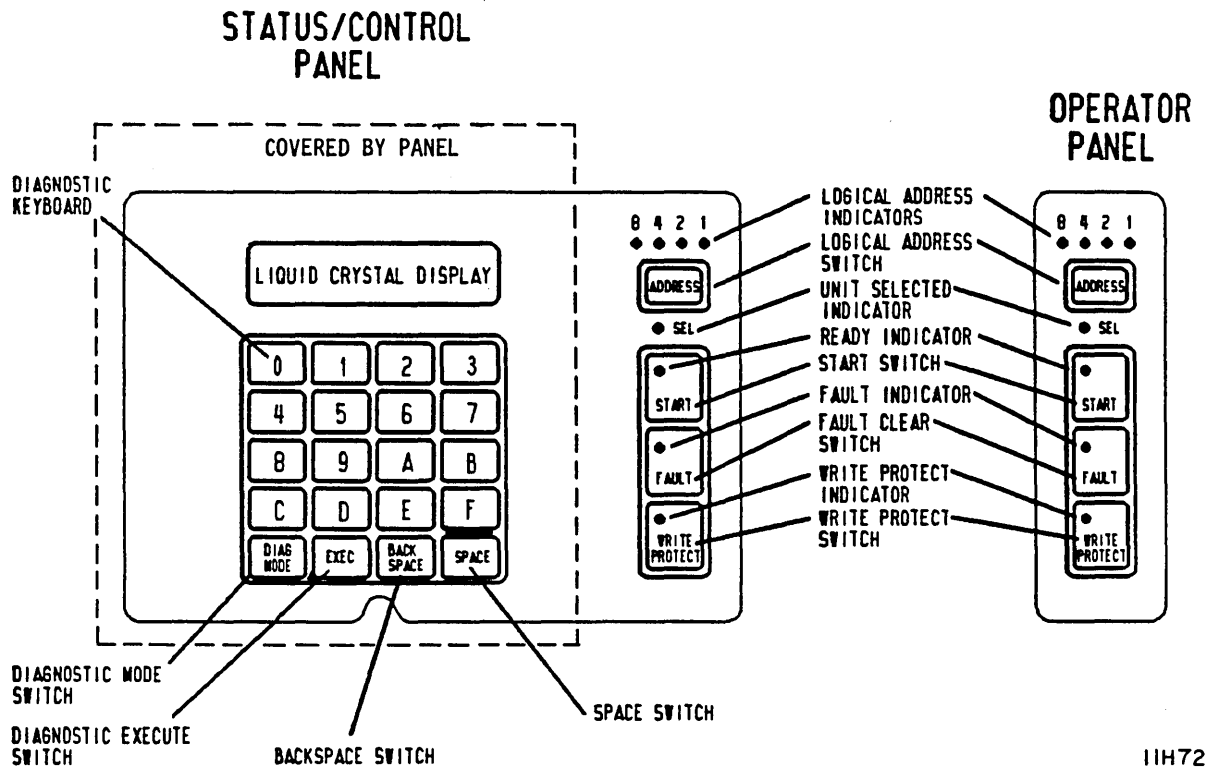 STATUS/CONTROL
PANEL
OPERATOR
PANEL
COVERED BY PANEL
DIAGNOSTIC
KEYBOARD
LIQUID CRYSTAL DISPLAY
0 1 2 3
4 5 6 7
8 9 A B
C D E F
DIAG
MODE
EXEC
BACK
SPACE
SPACE
8 4 2 1
ADDRESS
SEL
START
FAULT
WRITE
PROTECT
LOGICAL ADDRESS
INDICATORS
LOGICAL ADDRESS
SWITCH
UNIT SELECTED
INDICATOR
READY INDICATOR
START SWITCH
FAULT INDICATOR
FAULT CLEAR
SWITCH
WRITE PROTECT
INDICATOR
WRITE PROTECT
SWITCH
8 4 2 1
ADDRESS
SEL
START
FAULT
WRITE
PROTECT
DIAGNOSTIC MODE
SWITCH
DIAGNOSTIC EXECUTE
SWITCH
BACKSPACE SWITCH
SPACE SWITCH
11H72